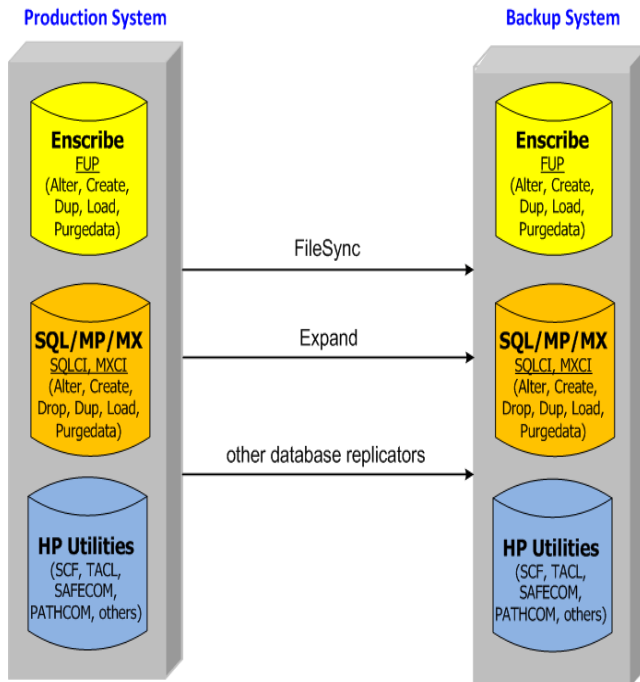 Production System
Backup System
Enscribe
FUP
(Alter, Create,
Dup, Load,
Purgedata)
SQL/MP/MX
SQLCI, MXCI
(Alter, Create,
Drop, Dup, Load,
Purgedata)
HP Utilities
(SCF, TACL,
SAFECOM,
PATHCOM, others)
FileSync
Expand
other database replicators
Enscribe
FUP
(Alter, Create,
Dup, Load,
Purgedata)
SQL/MP/MX
SQLCI, MXCI
(Alter, Create,
Drop, Dup, Load,
Purgedata)
HP Utilities
(SCF, TACL,
SAFECOM,
PATHCOM, others)